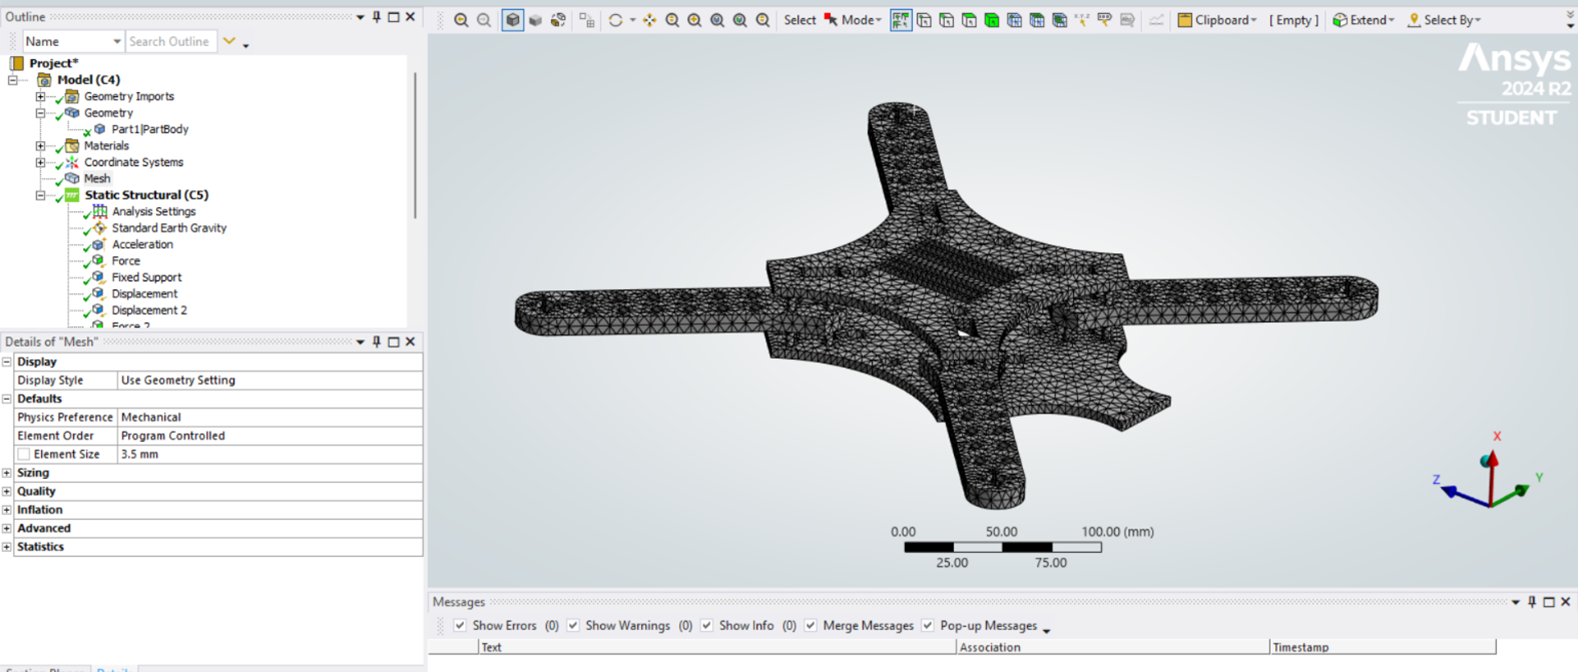 Outline
Name
Search Outline
Project*
Model (C4)
Geometry Imports
Geometry
Part1|PartBody
Materials
Coordinate Systems
Mesh
Static Structural (C5)
Analysis Settings
Standard Earth Gravity
Acceleration
Force
Fixed Support
Displacement
Displacement 2
Force 2
Details of "Mesh"
Display
Display Style Use Geometry Setting
Defaults
Physics Preference Mechanical
Element Order Program Controlled
Element Size 3.5 mm
Sizing
Quality
Inflation
Advanced
Statistics
Details
Select Mode Clipboard [ Empty ] Extend Select By
Ansys
2024 R2
STUDENT
X
Y
Z
0.00 50.00 100.00 (mm)
25.00 75.00
Messages
Show Errors (0) Show Warnings (0) Show Info (0) Merge Messages Pop-up Messages
Text Association Timestamp